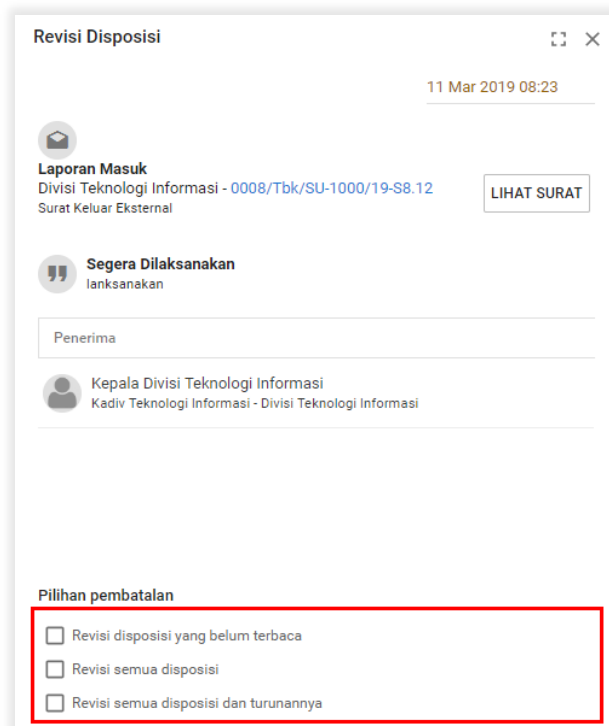 Revisi Disposisi
11 Mar 2019 08:23
Laporan Masuk
Divisi Teknologi Informasi - 0008/Tbk/SU-1000/19-S8.12
Surat Keluar Eksternal
LIHAT SURAT
Segera Dilaksanakan
lanksanakan
Penerima
Kepala Divisi Teknologi Informasi
Kadiv Teknologi Informasi - Divisi Teknologi Informasi
Pilihan pembatalan
Revisi disposisi yang belum terbaca
Revisi semua disposisi
Revisi semua disposisi dan turunannya